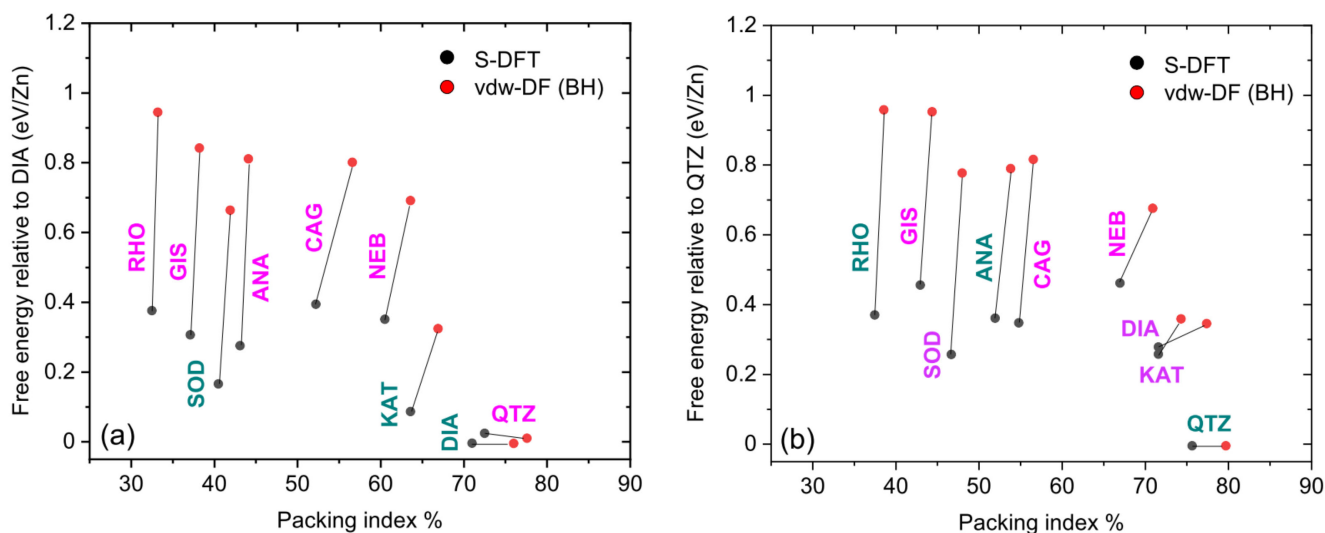 1.2
1
0.8
0.6
0.4
0.2
0
Free energy relative to DIA (eV/Zn)
S-DFT
vdw-DF (BH)
RHO
GIS
SOD
ANA
CAG
NEB
KAT
DIA
QTZ
(a)
30 40 50 60 70 80 90
Packing index %
1.2
1
0.8
0.6
0.4
0.2
0
Free energy relative to QTZ (eV/Zn)
S-DFT
vdw-DF (BH)
RHO
GIS
SOD
ANA
CAG
NEB
DIA
KAT
QTZ
(b)
30 40 50 60 70 80 90
Packing index %